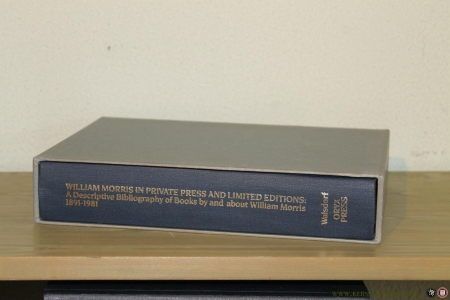 WILLIAM MORRIS IN PRIVATE PRESS AND LIMITED EDITIONS:
A Descriptive Bibliography of Books by and about William Morris
1891-1981
Walsdorf
ORYX
PRESS